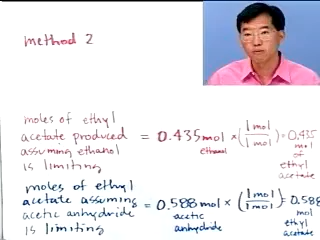 method 2
moles of ethyl
acetate produced = 0.435 mol × (1 mol / 1 mol) = 0.435
assuming ethanol ethanol mol
is limiting of ethyl acetate
moles of ethyl
acetate assuming = 0.588 mol × (1 mol / 1 mol) = 0.588
acetic anhydride acetic anhydride mol
is limiting ethyl acetate